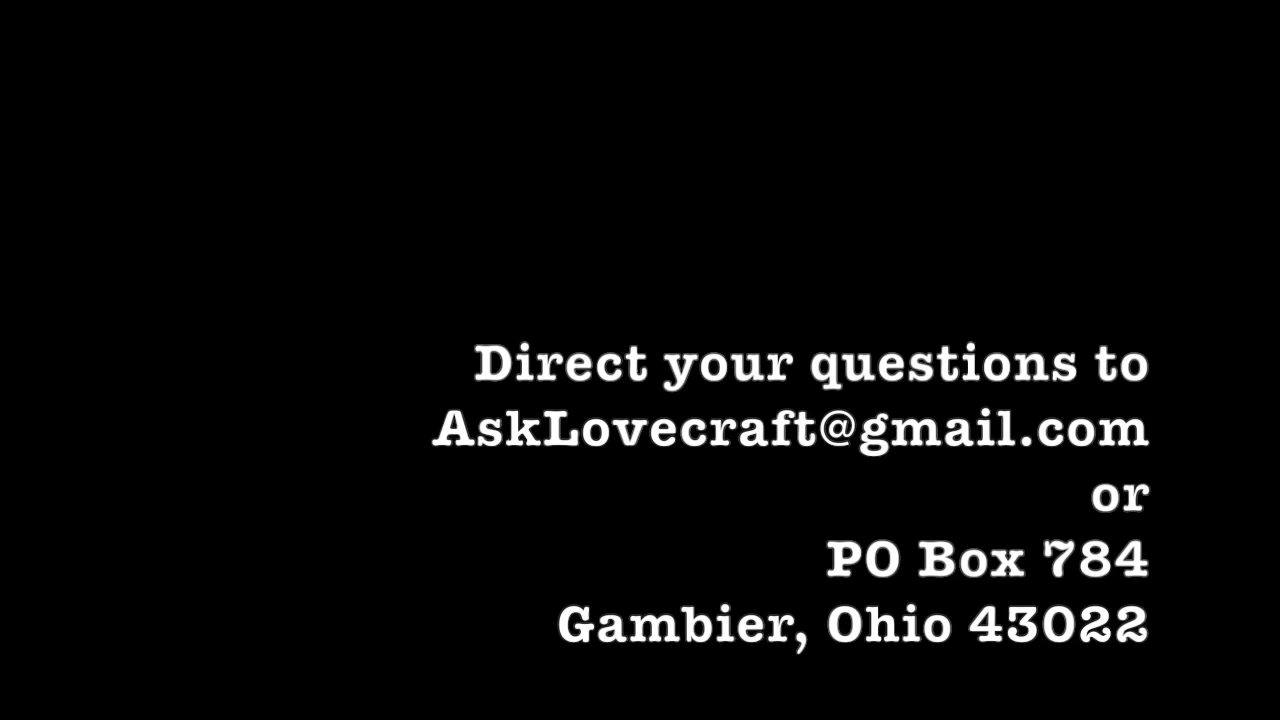 Direct your questions to
AskLovecraft@gmail.com
or
PO Box 784
Gambier, Ohio 43022